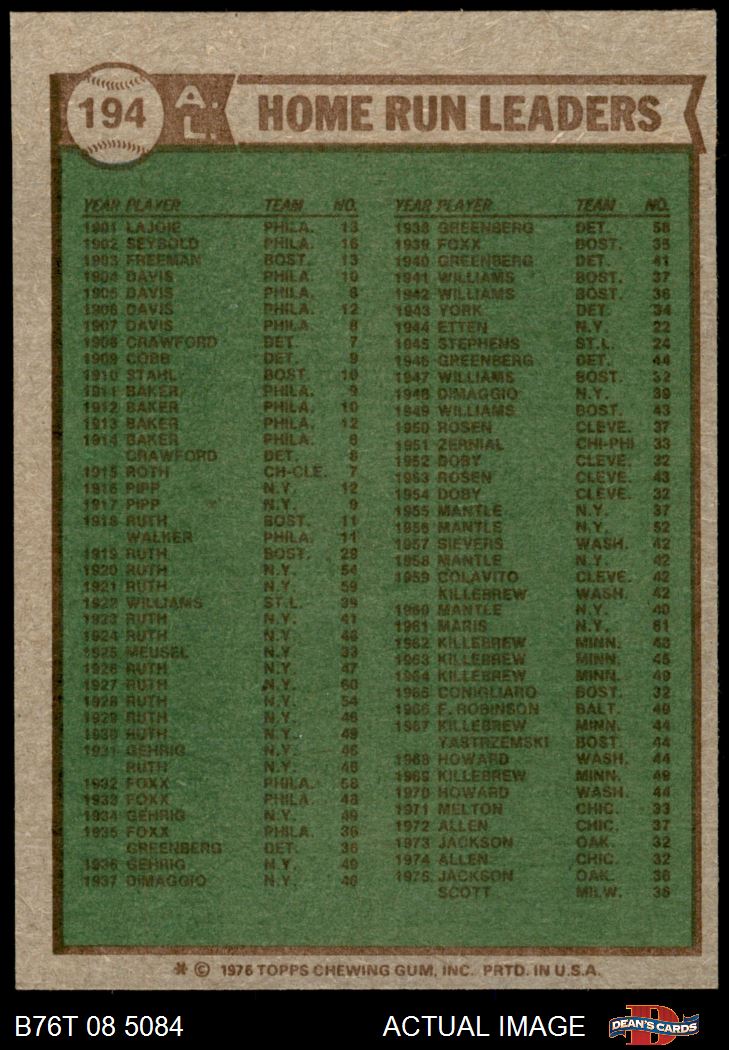 194
A. L.
HOME RUN LEADERS
YEAR PLAYER TEAM NO.
1901 LAJOIE PHILA. 13
1902 SEYBOLD PHILA. 16
1903 FREEMAN BOST. 13
1904 DAVIS PHILA. 10
1905 DAVIS PHILA. 8
1906 DAVIS PHILA. 12
1907 DAVIS PHILA. 8
1908 CRAWFORD DET. 7
1909 COBB DET. 9
1910 STAHL BOST. 10
1911 BAKER PHILA. 9
1912 BAKER PHILA. 10
1913 BAKER PHILA. 12
1914 BAKER PHILA. 8
CRAWFORD DET. 8
1915 ROTH CH-CLE. 7
1916 PIPP N.Y. 12
1917 PIPP N.Y. 9
1918 RUTH BOST. 11
WALKER PHILA. 11
1919 RUTH BOST. 29
1920 RUTH N.Y. 54
1921 RUTH N.Y. 59
1922 WILLIAMS ST.L. 39
1923 RUTH N.Y. 41
1924 RUTH N.Y. 46
1925 MEUSEL N.Y. 33
1926 RUTH N.Y. 47
1927 RUTH N.Y. 60
1928 RUTH N.Y. 54
1929 RUTH N.Y. 46
1930 RUTH N.Y. 49
1931 GEHRIG N.Y. 46
RUTH N.Y. 46
1932 FOXX PHILA. 58
1933 FOXX PHILA. 48
1934 GEHRIG N.Y. 49
1935 FOXX PHILA. 36
GREENBERG DET. 36
1936 GEHRIG N.Y. 49
1937 DIMAGGIO N.Y. 46
YEAR PLAYER TEAM NO.
1938 GREENBERG DET. 58
1939 FOXX BOST. 35
1940 GREENBERG DET. 41
1941 WILLIAMS BOST. 37
1942 WILLIAMS BOST. 36
1943 YORK DET. 34
1944 ETTEN N.Y. 22
1945 STEPHENS ST.L. 24
1946 GREENBERG DET. 44
1947 WILLIAMS BOST. 32
1948 DIMAGGIO N.Y. 39
1949 WILLIAMS BOST. 43
1950 ROSEN CLEVE. 37
1951 ZERNIAL CHI-PHI 33
1952 DOBY CLEVE. 32
1953 ROSEN CLEVE. 43
1954 DOBY CLEVE. 32
1955 MANTLE N.Y. 37
1956 MANTLE N.Y. 52
1957 SIEVERS WASH. 42
1958 MANTLE N.Y. 42
1959 COLAVITO CLEVE. 42
KILLEBREW WASH. 42
1960 MANTLE N.Y. 40
1961 MARIS N.Y. 61
1962 KILLEBREW MINN. 48
1963 KILLEBREW MINN. 45
1964 KILLEBREW MINN. 49
1965 CONIGLIARO BOST. 32
1966 F. ROBINSON BALT. 49
1967 KILLEBREW MINN. 44
YASTRZEMSKI BOST. 44
1968 HOWARD WASH. 44
1969 KILLEBREW MINN. 49
1970 HOWARD WASH. 44
1971 MELTON CHIC. 33
1972 ALLEN CHIC. 37
1973 JACKSON OAK. 32
1974 ALLEN CHIC. 32
1975 JACKSON OAK. 36
SCOTT MILW. 36
* © 1976 TOPPS CHEWING GUM, INC. PRTD. IN U.S.A.
B76T 08 5084 ACTUAL IMAGE
DEAN'S CARDS